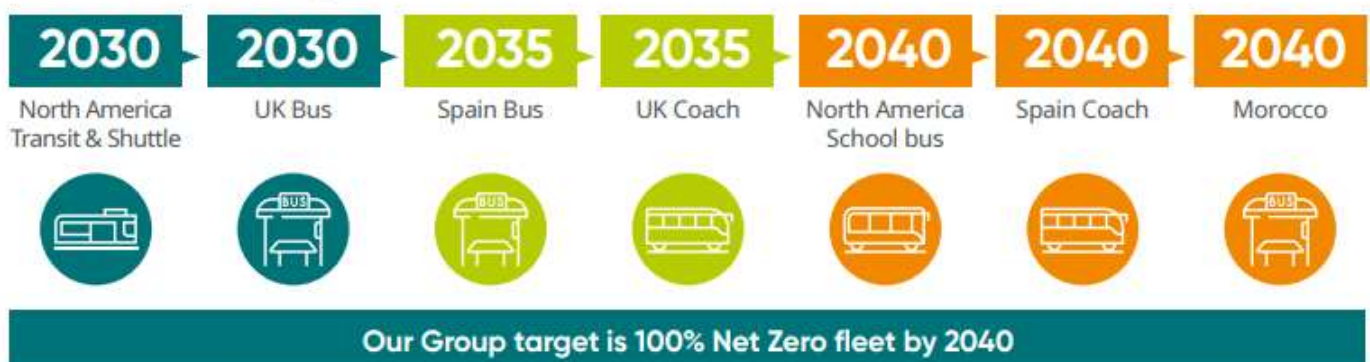 2030 2030 2035 2035 2040 2040 2040
North America UK Bus Spain Bus UK Coach North America Spain Coach Morocco
Transit & Shuttle School bus
BUS BUS BUS
Our Group target is 100% Net Zero fleet by 2040